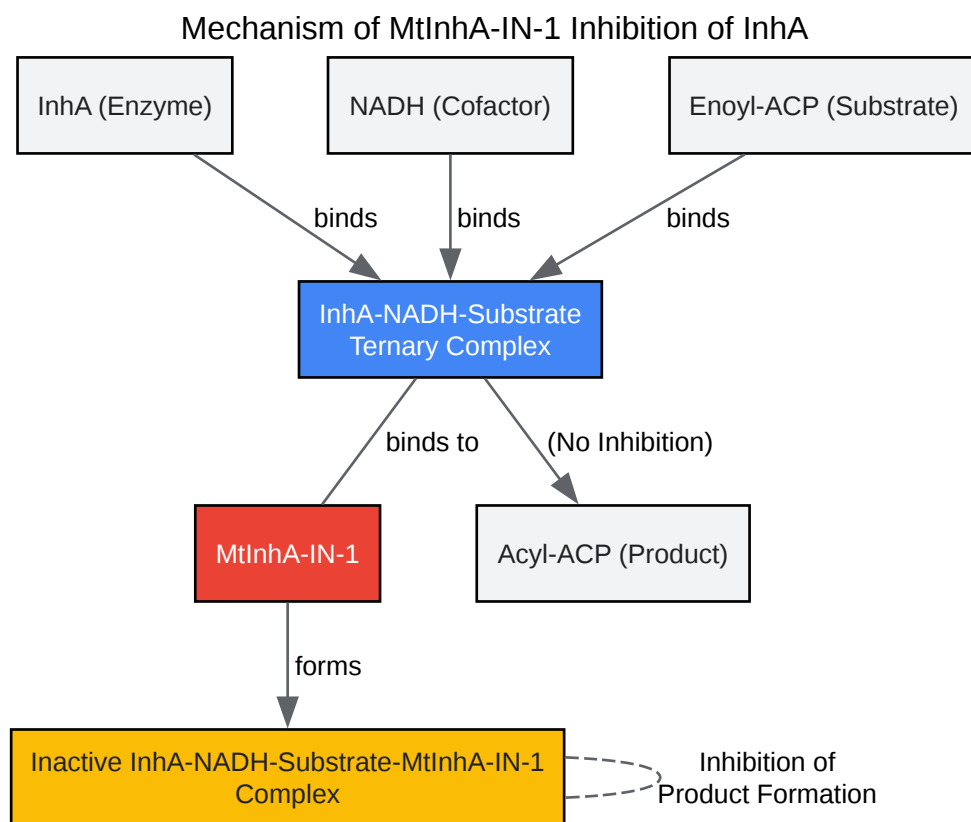 Mechanism of MtInhA-IN-1 Inhibition of InhA
InhA (Enzyme)
NADH (Cofactor)
Enoyl-ACP (Substrate)
binds
binds
binds
InhA-NADH-Substrate
Ternary Complex
binds to
(No Inhibition)
MtInhA-IN-1
Acyl-ACP (Product)
forms
Inactive InhA-NADH-Substrate-MtInhA-IN-1
Complex
Inhibition of
Product Formation